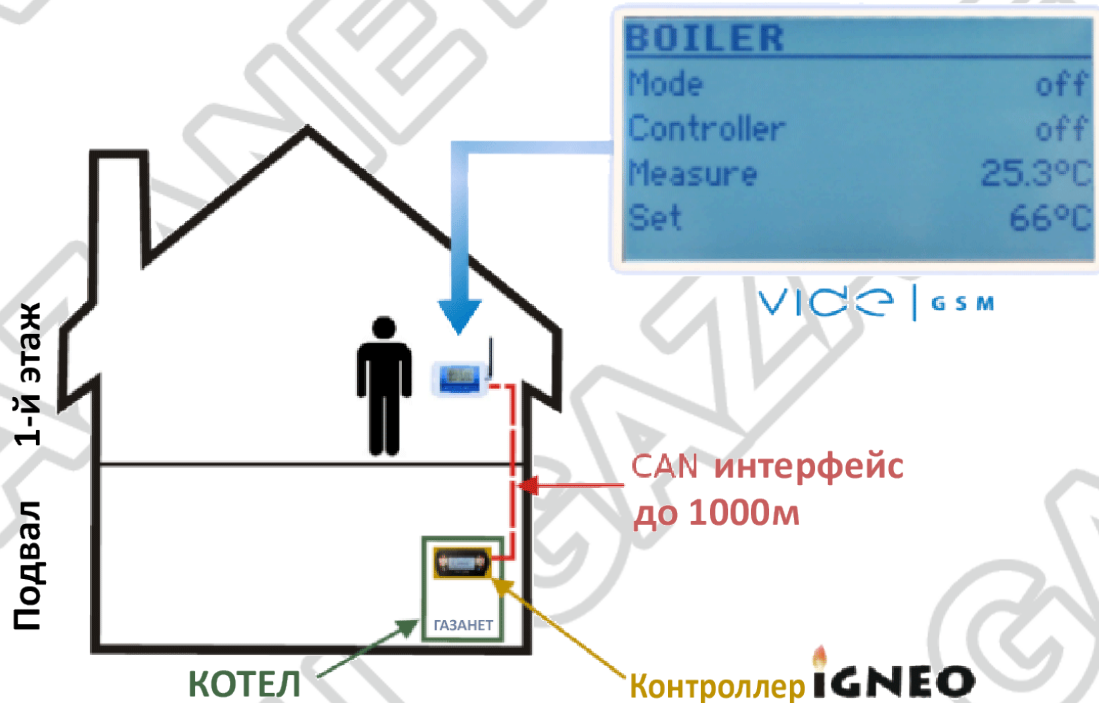 BOILER
Mode off
Controller off
Measure 25.3°C
Set 66°C
vide | GSM
1-й этаж
CAN интерфейс
до 1000м
Подвал
ГАЗАНЕТ
КОТЕЛ
Контроллер iGNEO